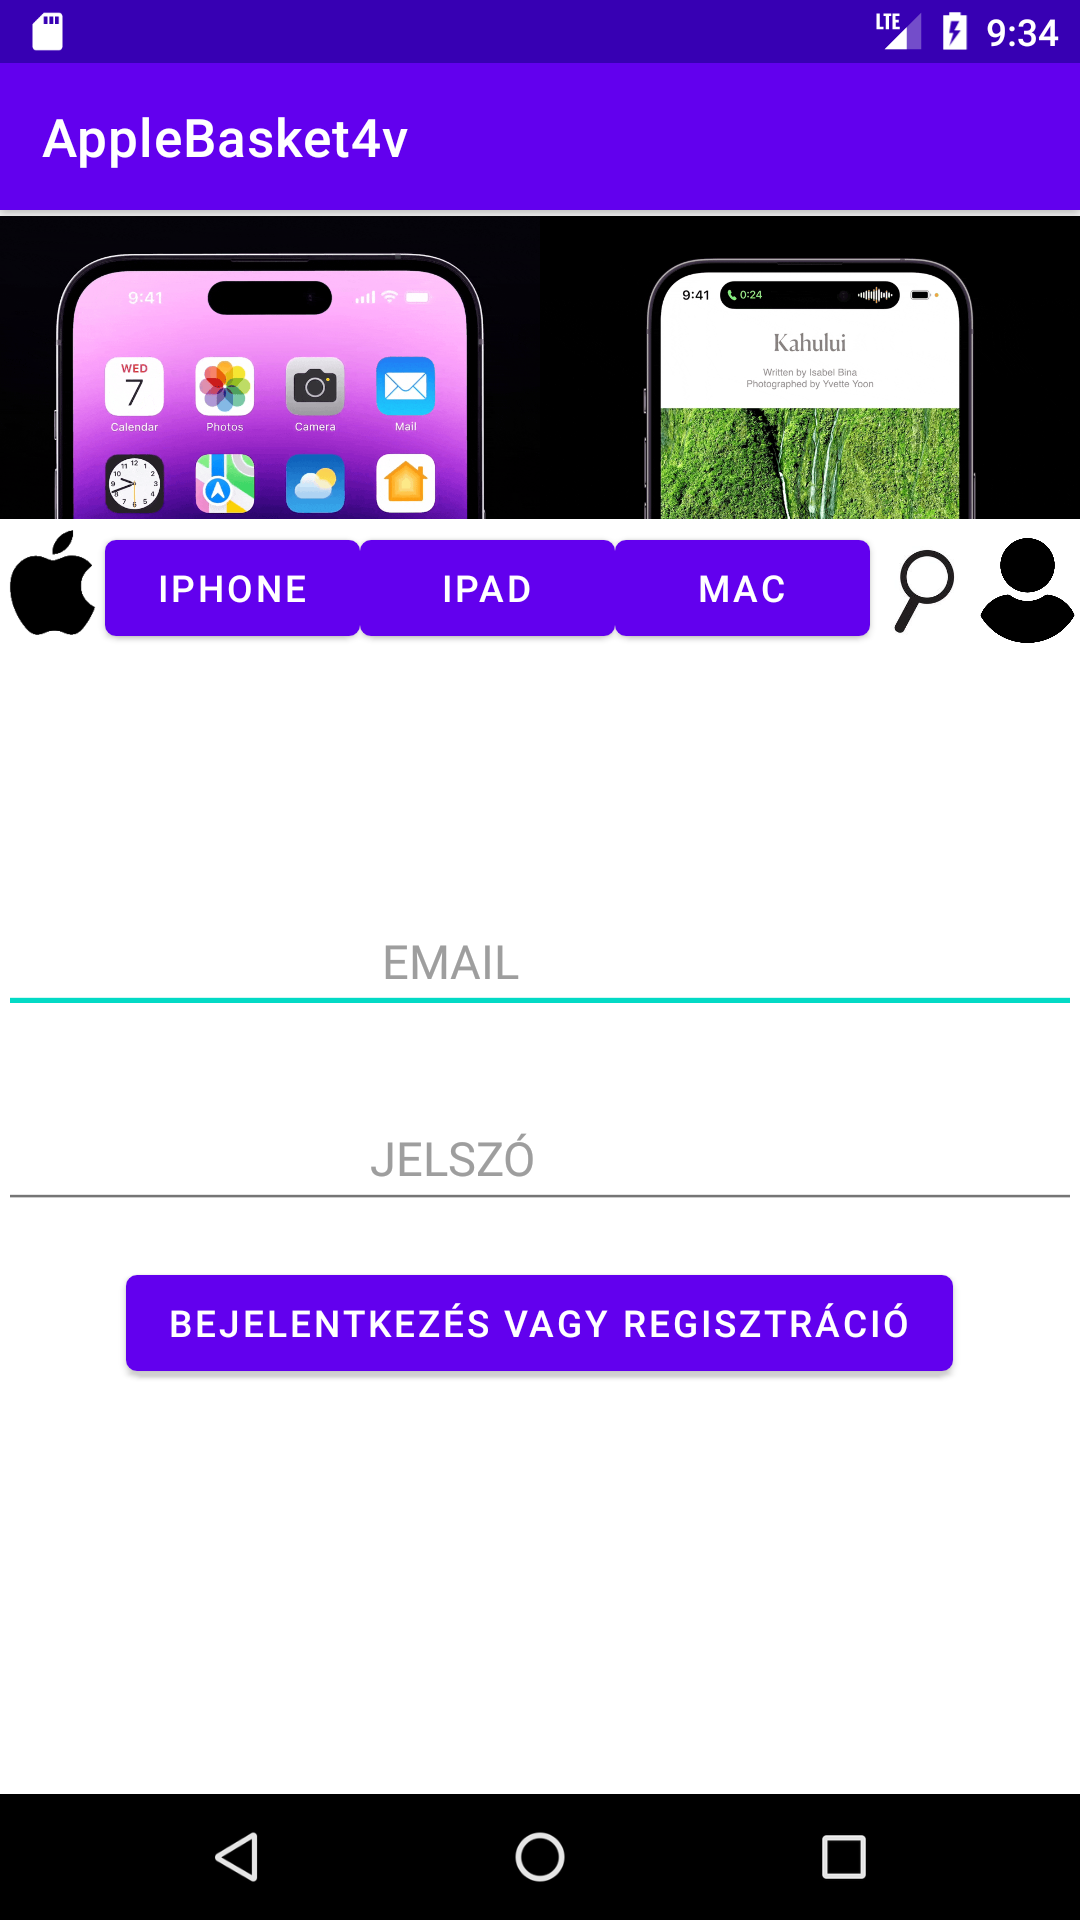 LTE 9:34
AppleBasket4v
9:41
WED
7
Calendar Photos Camera Mail
9:41 0:24
Kahului
Written by Isabel Bina
Photographed by Yvette Yoon
IPHONE IPAD MAC
EMAIL
JELSZÓ
BEJELENTKEZÉS VAGY REGISZTRÁCIÓ